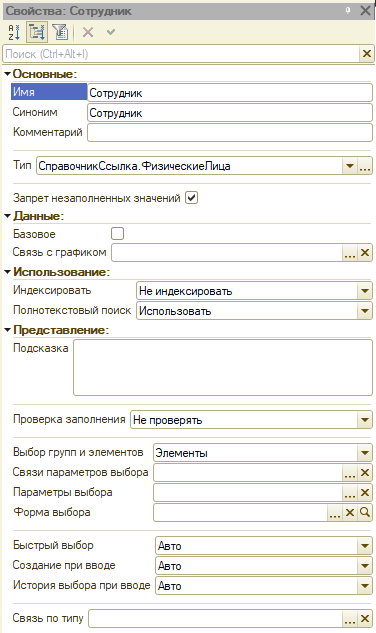 Свойства: Сотрудник
Поиск (Ctrl+Alt+I)
Основные:
Имя Сотрудник
Синоним Сотрудник
Комментарий
Тип СправочникСсылка.ФизическиеЛица
Запрет незаполненных значений
Данные:
Базовое
Связь с графиком
Использование:
Индексировать Не индексировать
Полнотекстовый поиск Использовать
Представление:
Подсказка
Проверка заполнения Не проверять
Выбор групп и элементов Элементы
Связи параметров выбора
Параметры выбора
Форма выбора
Быстрый выбор Авто
Создание при вводе Авто
История выбора при вводе Авто
Связь по типу